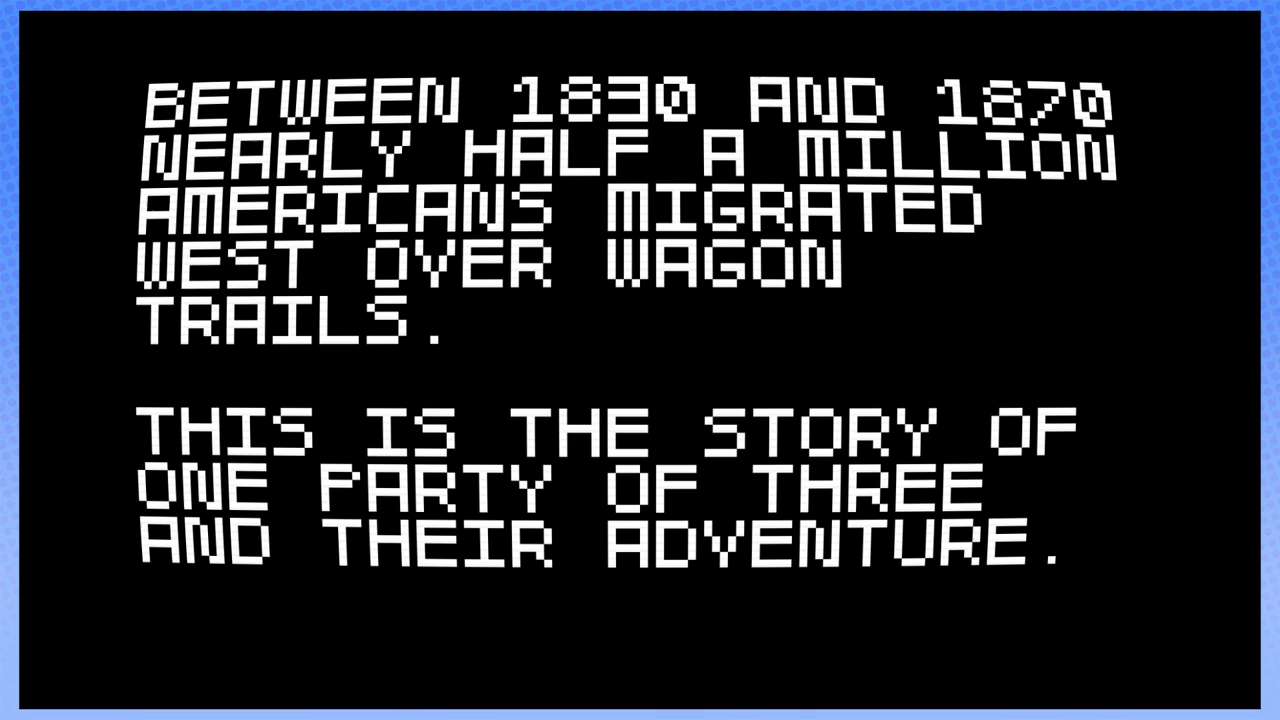 BETWEEN 1830 AND 1870
NEARLY HALF A MILLION
AMERICANS MIGRATED
WEST OVER WAGON
TRAILS.
THIS IS THE STORY OF
ONE PARTY OF THREE
AND THEIR ADVENTURE.